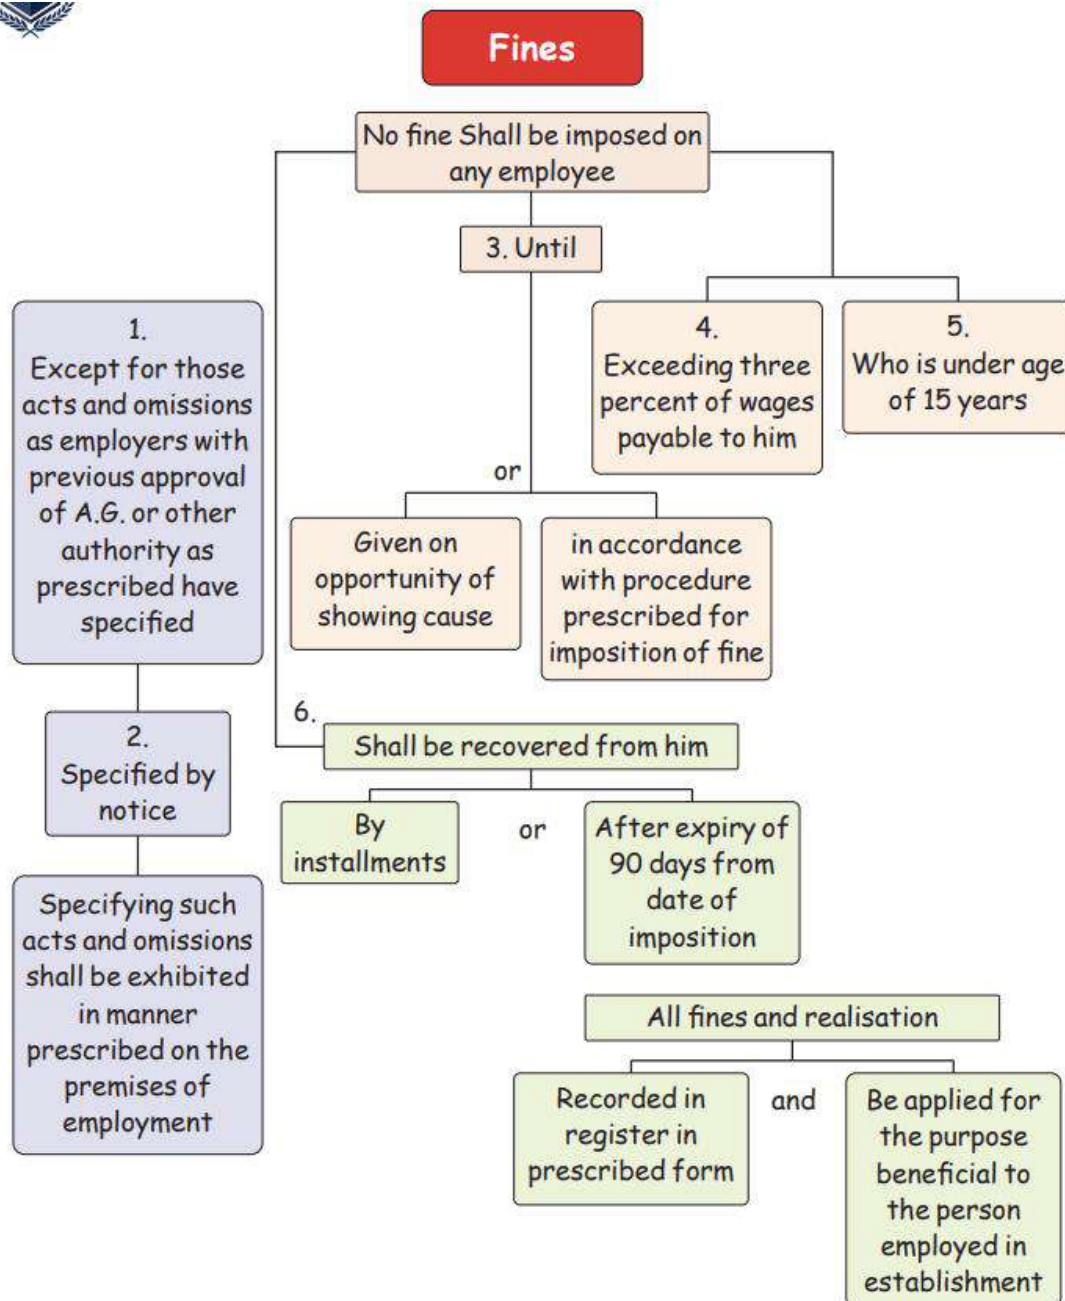 Fines
No fine Shall be imposed on
any employee
3. Until
1.
Except for those
acts and omissions
as employers with
previous approval
of A.G. or other
authority as
prescribed have
specified
2.
Specified by
notice
Specifying such
acts and omissions
shall be exhibited
in manner
prescribed on the
premises of
employment
4.
Exceeding three
percent of wages
payable to him
5.
Who is under age
of 15 years
or
Given on
opportunity of
showing cause
in accordance
with procedure
prescribed for
imposition of fine
6.
Shall be recovered from him
By
installments
or
After expiry of
90 days from
date of
imposition
All fines and realisation
Recorded in
register in
prescribed form
and
Be applied for
the purpose
beneficial to
the person
employed in
establishment